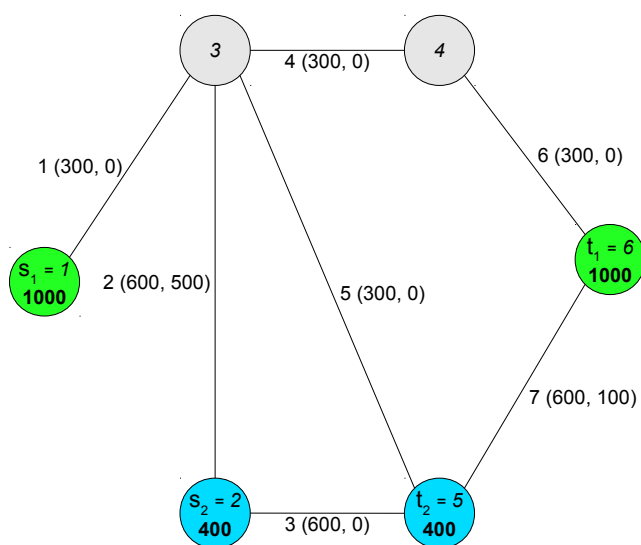 3
4
4 (300, 0)
1 (300, 0)
6 (300, 0)
s₁ = 1
1000
t₁ = 6
1000
2 (600, 500)
5 (300, 0)
7 (600, 100)
s₂ = 2
400
3 (600, 0)
t₂ = 5
400